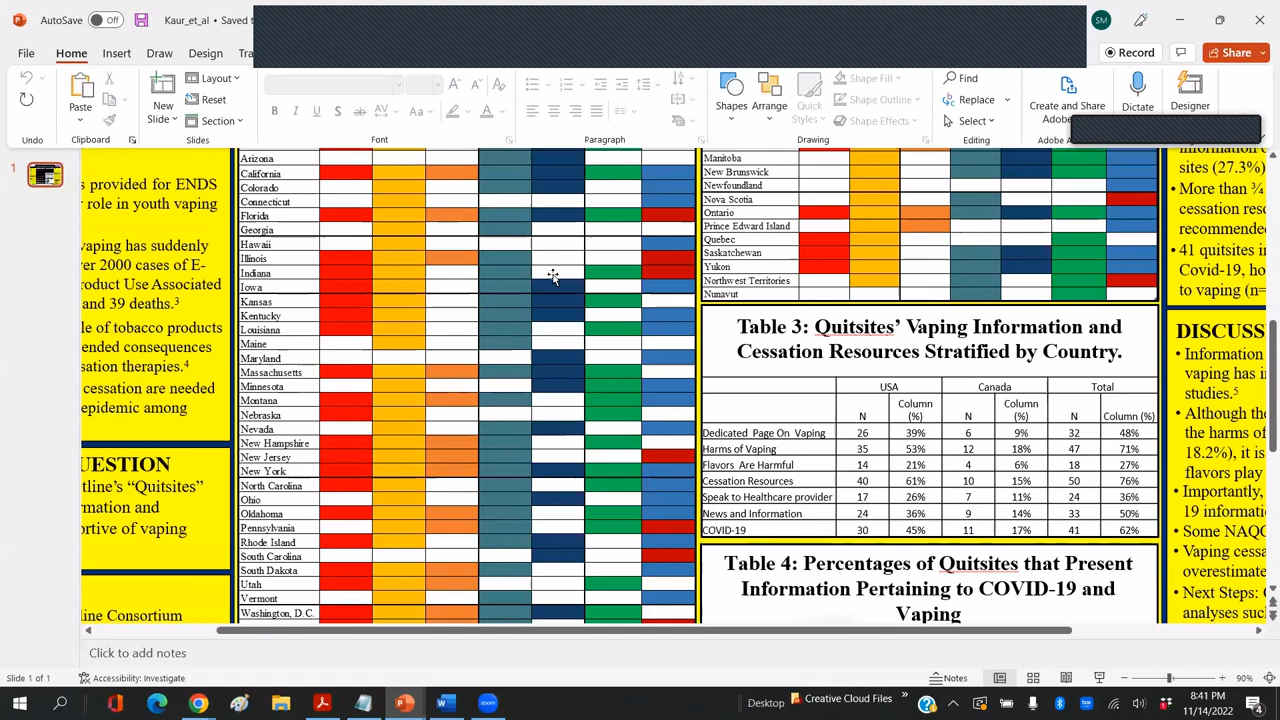 AutoSave
Off
Kaur_et_al • Saved t
SM
File
Home
Insert
Draw
Design
Tra
Record
Share
Paste
New
Slide
Layout
Reset
Section
B
I
U
S
ab
AV
Aa
A
Shapes
Arrange
Quick
Styles
Shape Fill
Shape Outline
Shape Effects
Find
Replace
Select
Create and Share
Adobe
Dictate
Designer
Undo
Clipboard
Slides
Font
Paragraph
Drawing
Editing
Adobe A
Voice
1
s provided for ENDS
role in youth vaping
vaping has suddenly
er 2000 cases of E-
roduct Use Associated
and 39 deaths.³
le of tobacco products
ended consequences
sation therapies.⁴
cessation are needed
epidemic among
UESTION
tline’s “Quitsites”
rmation and
ortive of vaping
line Consortium
Arizona
California
Colorado
Connecticut
Florida
Georgia
Hawaii
Illinois
Indiana
Iowa
Kansas
Kentucky
Louisiana
Maine
Maryland
Massachusetts
Minnesota
Montana
Nebraska
Nevada
New Hampshire
New Jersey
New York
North Carolina
Ohio
Oklahoma
Pennsylvania
Rhode Island
South Carolina
South Dakota
Utah
Vermont
Washington, D.C.
Manitoba
New Brunswick
Newfoundland
Nova Scotia
Ontario
Prince Edward Island
Quebec
Saskatchewan
Yukon
Northwest Territories
Nunavut
Table 3: Quitsites’ Vaping Information and
Cessation Resources Stratified by Country.
USA Canada Total
N Column (%) N Column (%) N Column (%)
Dedicated Page On Vaping 26 39% 6 9% 32 48%
Harms of Vaping 35 53% 12 18% 47 71%
Flavors Are Harmful 14 21% 4 6% 18 27%
Cessation Resources 40 61% 10 15% 50 76%
Speak to Healthcare provider 17 26% 7 11% 24 36%
News and Information 24 36% 9 14% 33 50%
COVID-19 30 45% 11 17% 41 62%
Table 4: Percentages of Quitsites that Present
Information Pertaining to COVID-19 and
Vaping
information o
sites (27.3%)
• More than ¾
cessation reso
recommended
• 41 quitsites in
Covid-19, ho
to vaping (n=
DISCUSS
• Information
vaping has i
studies.⁵
• Although the
the harms of
18.2%), it is
flavors play
• Importantly,
19 informati
• Some NAQC
• Vaping cessa
overestimate
• Next Steps: C
analyses suc
Click to add notes
Slide 1 of 1
Accessibility: Investigate
Notes
90%
Desktop
Creative Cloud Files
8:41 PM
11/14/2022
4